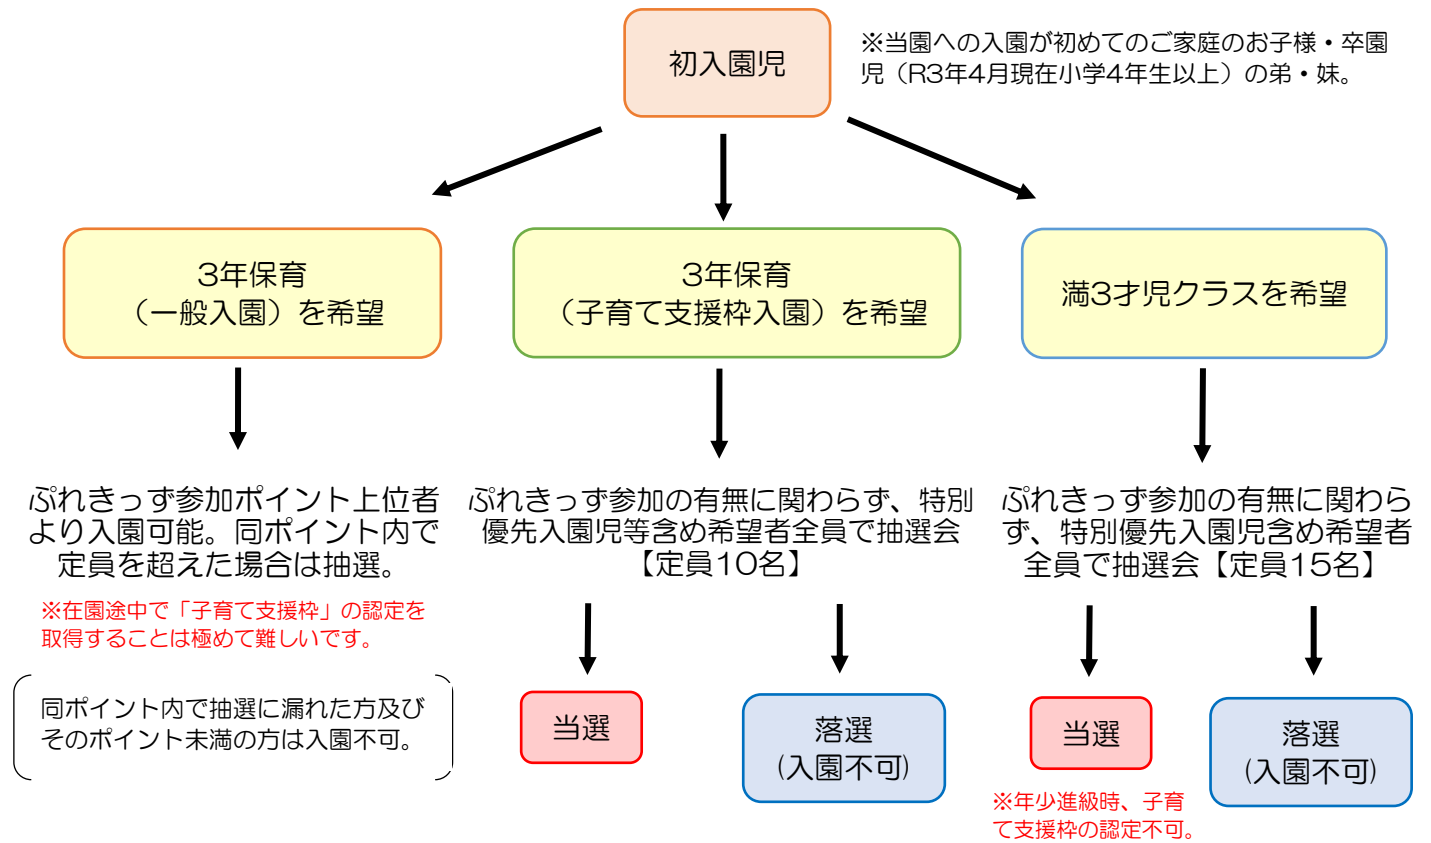 初入園児
※当園への入園が初めてのご家庭のお子様・卒園
児（R3年4月現在小学4年生以上）の弟・妹。
3年保育
（一般入園）を希望
3年保育
（子育て支援枠入園）を希望
満3才児クラスを希望
ぷれきっず参加ポイント上位者
より入園可能。同ポイント内で
定員を超えた場合は抽選。
※在園途中で「子育て支援枠」の認定を
取得することは極めて難しいです。
同ポイント内で抽選に漏れた方及び
そのポイント未満の方は入園不可。
ぷれきっず参加の有無に関わらず、特別
優先入園児等含め希望者全員で抽選会
【定員10名】
当選
落選
(入園不可)
ぷれきっず参加の有無に関わら
ず、特別優先入園児含め希望者
全員で抽選会【定員15名】
当選
※年少進級時、子育
て支援枠の認定不可。
落選
(入園不可)